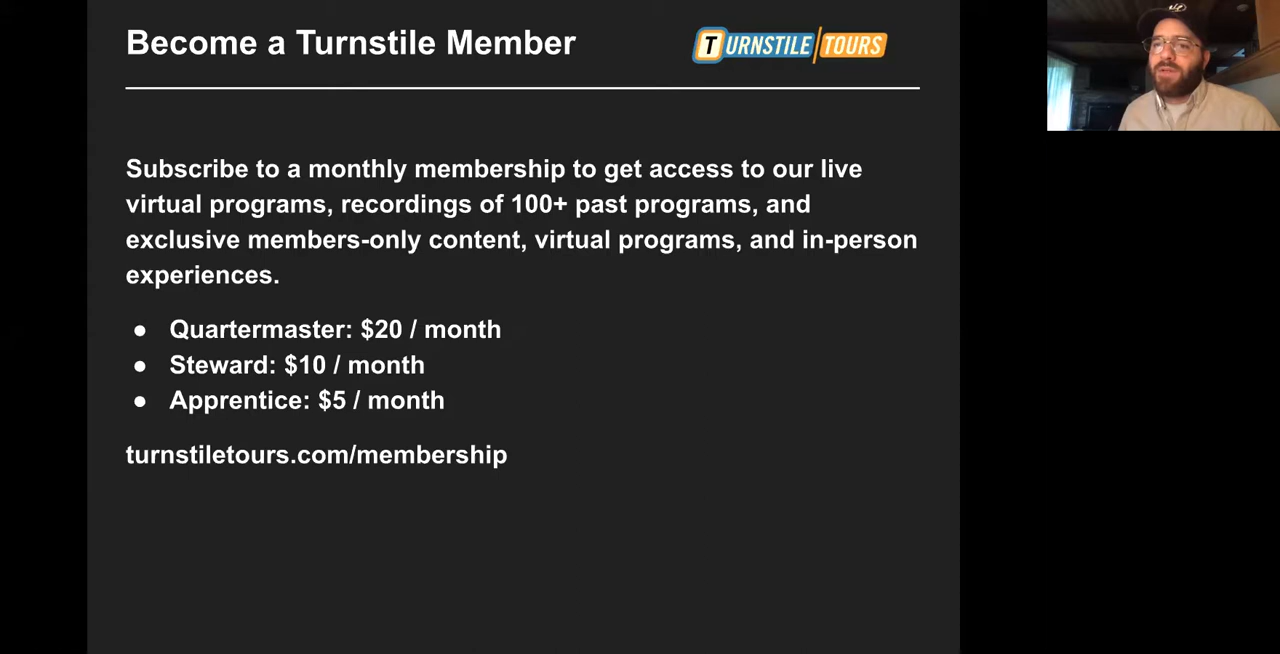 Become a Turnstile Member
TURNSTILE TOURS
Subscribe to a monthly membership to get access to our live
virtual programs, recordings of 100+ past programs, and
exclusive members-only content, virtual programs, and in-person
experiences.
● Quartermaster: $20 / month
● Steward: $10 / month
● Apprentice: $5 / month
turnstiletours.com/membership